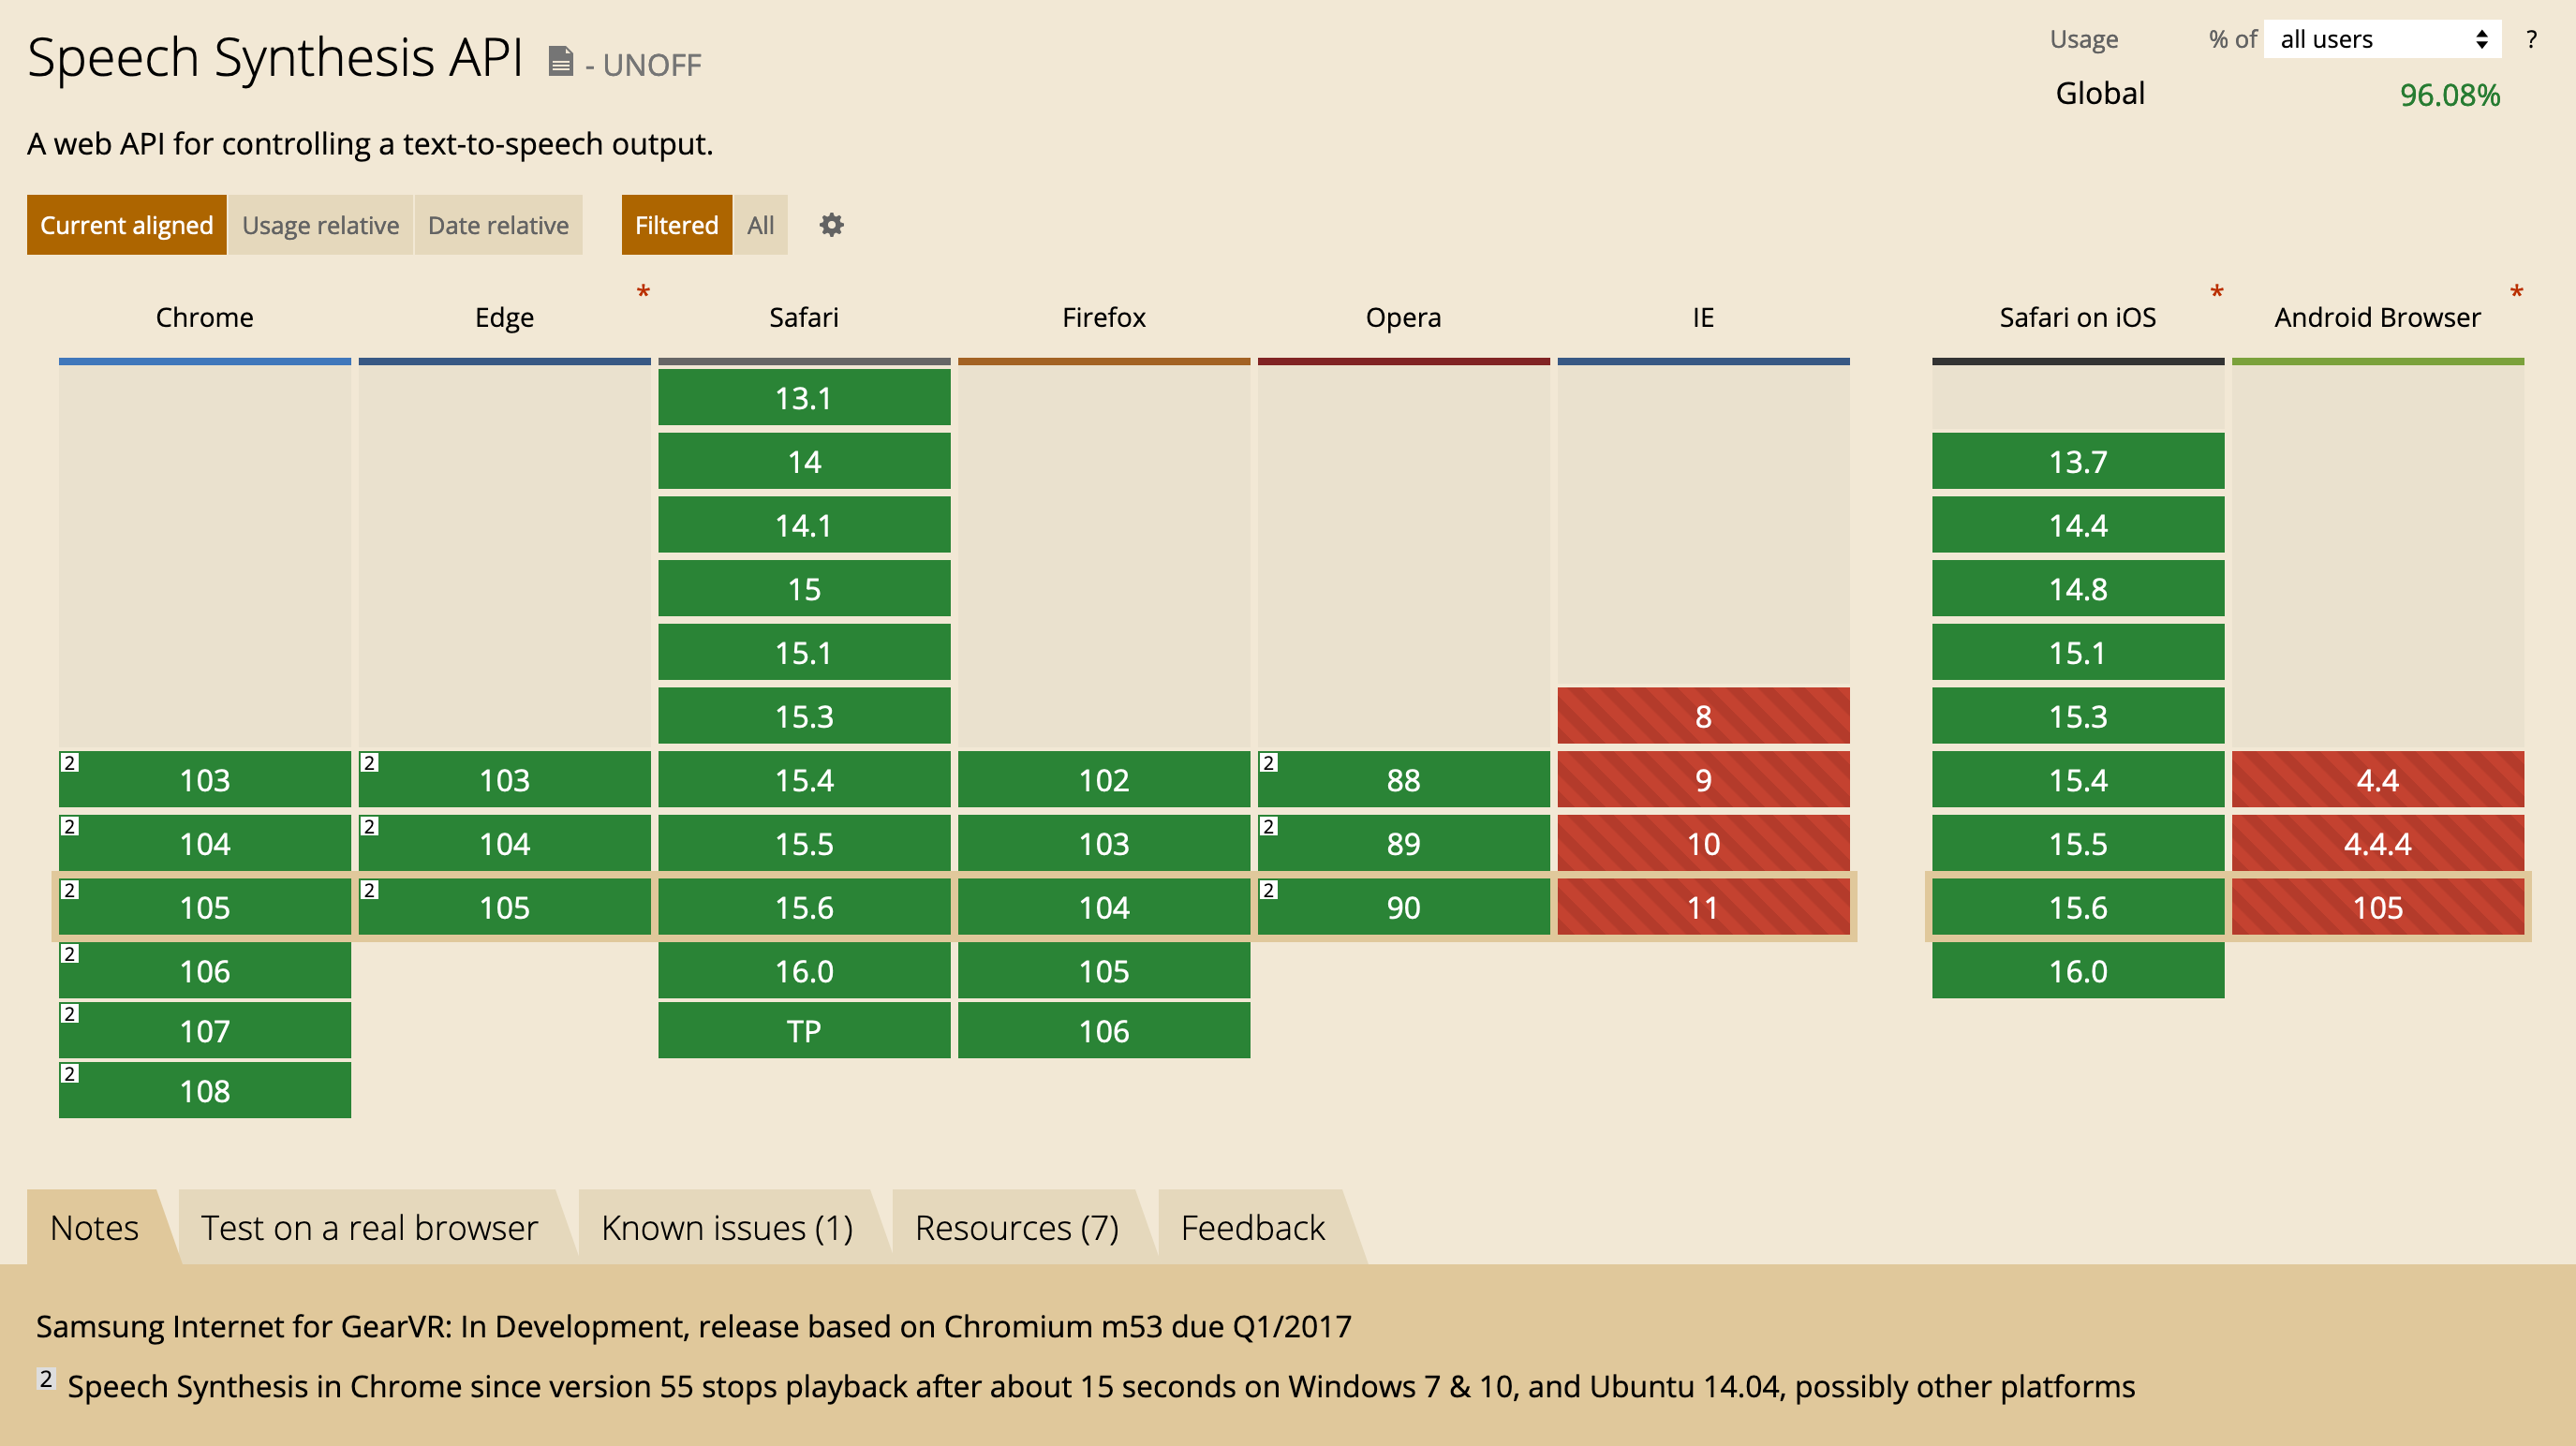 Speech Synthesis API - UNOFF
Usage % of all users ?
Global 96.08%
A web API for controlling a text-to-speech output.
Current aligned Usage relative Date relative Filtered All
* * *
Chrome Edge Safari Firefox Opera IE Safari on iOS Android Browser
13.1
14 13.7
14.1 14.4
15 14.8
15.1 15.1
15.3 8 15.3
2 103 2 103 15.4 102 2 88 9 15.4 4.4
2 104 2 104 15.5 103 2 89 10 15.5 4.4.4
2 105 2 105 15.6 104 2 90 11 15.6 105
2 106 16.0 105 16.0
2 107 TP 106
2 108
Notes Test on a real browser Known issues (1) Resources (7) Feedback
Samsung Internet for GearVR: In Development, release based on Chromium m53 due Q1/2017
2 Speech Synthesis in Chrome since version 55 stops playback after about 15 seconds on Windows 7 & 10, and Ubuntu 14.04, possibly other platforms